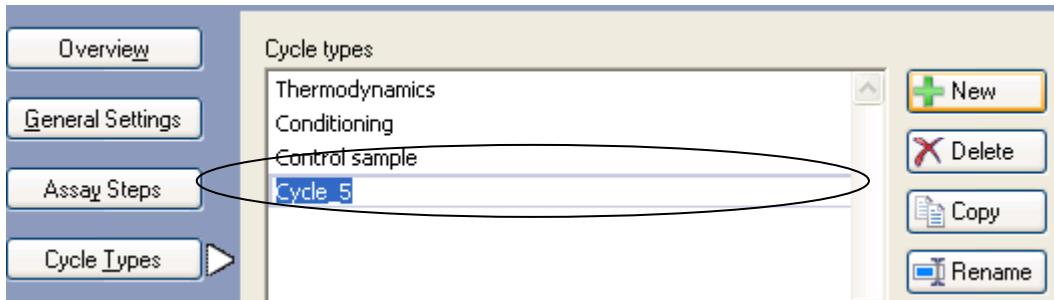 Overview
General Settings
Assay Steps
Cycle Types
Cycle types
Thermodynamics
Conditioning
Control sample
Cycle_5
New
Delete
Copy
Rename